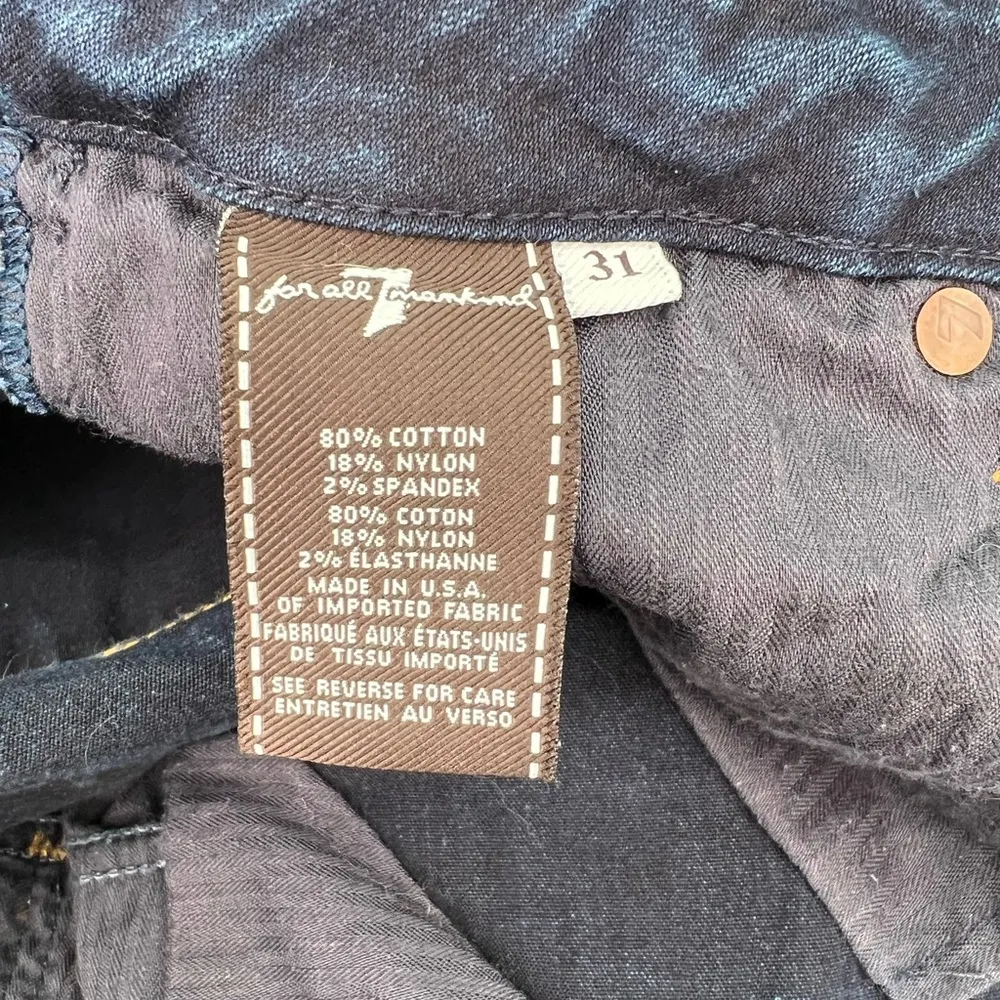 for all 7 mankind
31
80% COTTON
18% NYLON
2% SPANDEX
80% COTON
18% NYLON
2% ÉLASTHANNE
MADE IN U.S.A.
OF IMPORTED FABRIC
FABRIQUÉ AUX ÉTATS-UNIS
DE TISSU IMPORTÉ
SEE REVERSE FOR CARE
ENTRETIEN AU VERSO
7